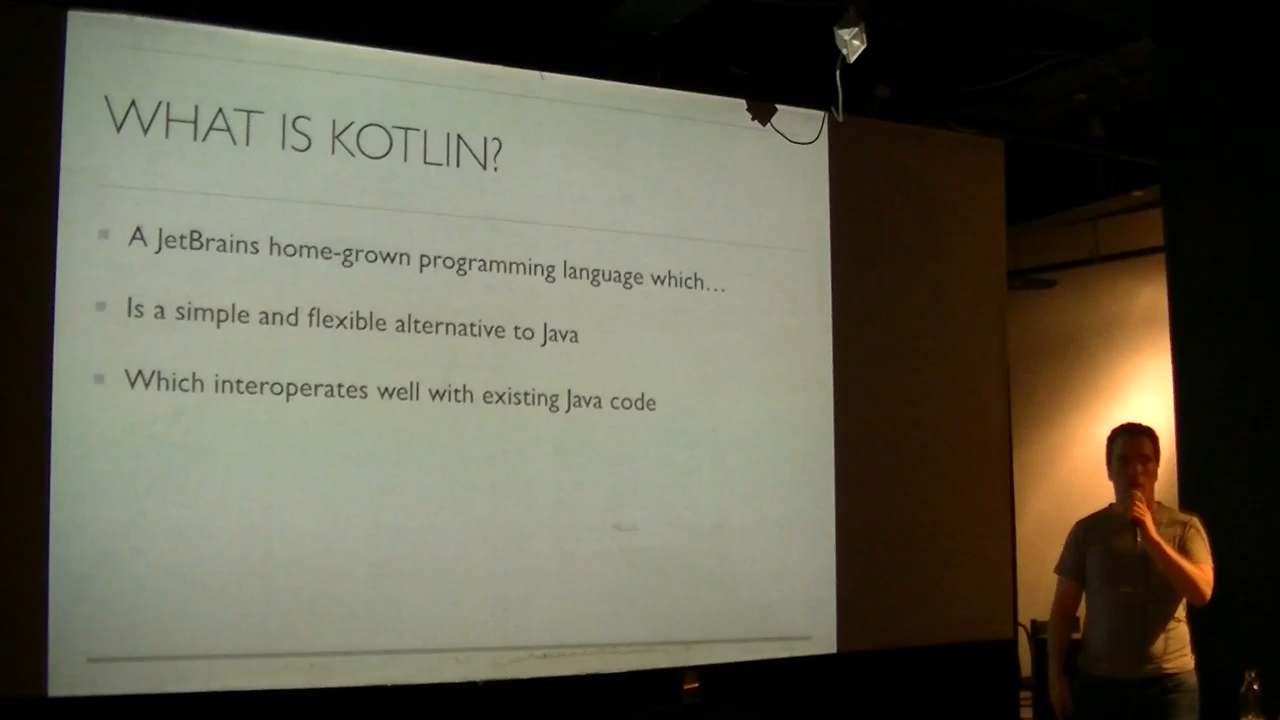 WHAT IS KOTLIN?
A JetBrains home-grown programming language which...
Is a simple and flexible alternative to Java
Which interoperates well with existing Java code